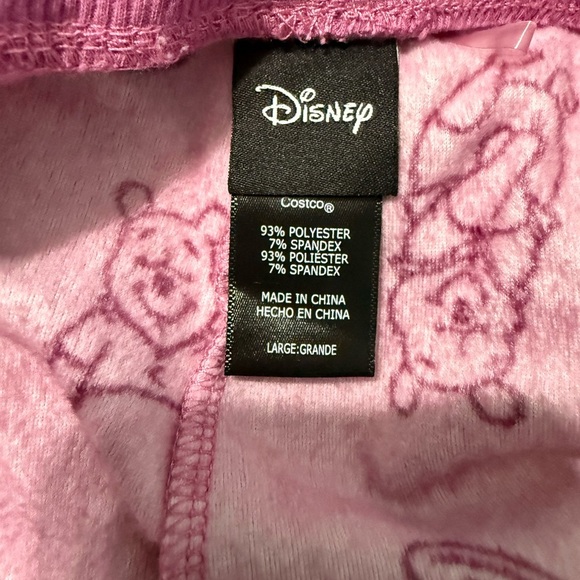 Disney
Costco®
93% POLYESTER
7% SPANDEX
93% POLIÉSTER
7% SPANDEX
MADE IN CHINA
HECHO EN CHINA
LARGE:GRANDE